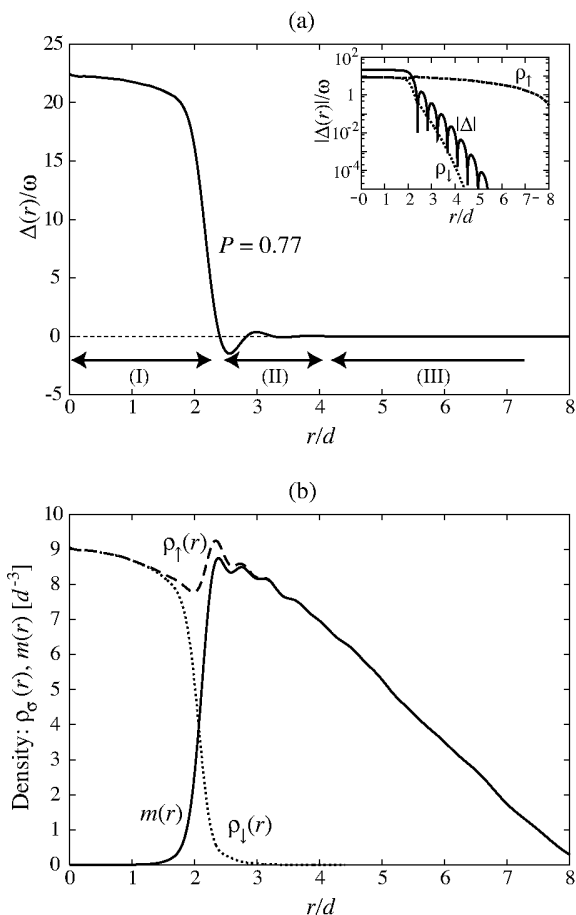 (a)
25
20
15
10
5
0
-5
Δ(r)/ω
P = 0.77
(I)
(II)
(III)
0 1 2 3 4 5 6 7 8
r/d
10²
1
10⁻²
10⁻⁴
|Δ(r)|/ω
ρ↑
|Δ|
ρ↓
0 1 2 3 4 5 6 7 8
r/d
(b)
10
9
8
7
6
5
4
3
2
1
0
Density: ρσ(r), m(r) [d⁻³]
ρ↑(r)
m(r)
ρ↓(r)
0 1 2 3 4 5 6 7 8
r/d